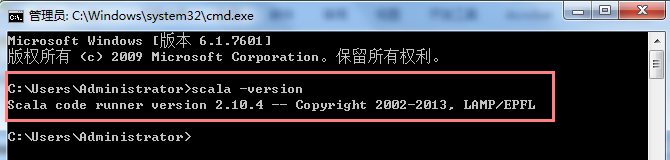 管理员: C:\Windows\system32\cmd.exe
Microsoft Windows [版本 6.1.7601]
版权所有 (c) 2009 Microsoft Corporation。保留所有权利。
C:\Users\Administrator>scala -version
Scala code runner version 2.10.4 -- Copyright 2002-2013, LAMP/EPFL
C:\Users\Administrator>